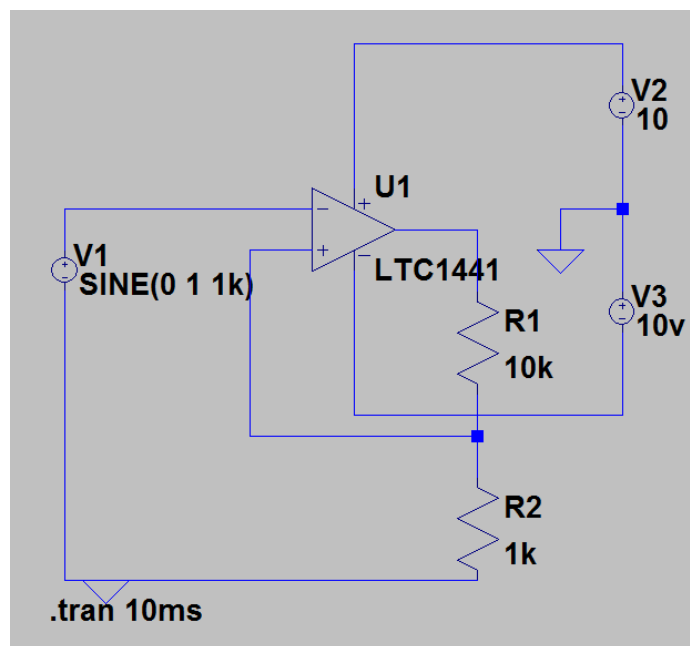 V2
10
U1
V1
SINE(0 1 1k)
LTC1441
V3
10v
R1
10k
R2
1k
.tran 10ms